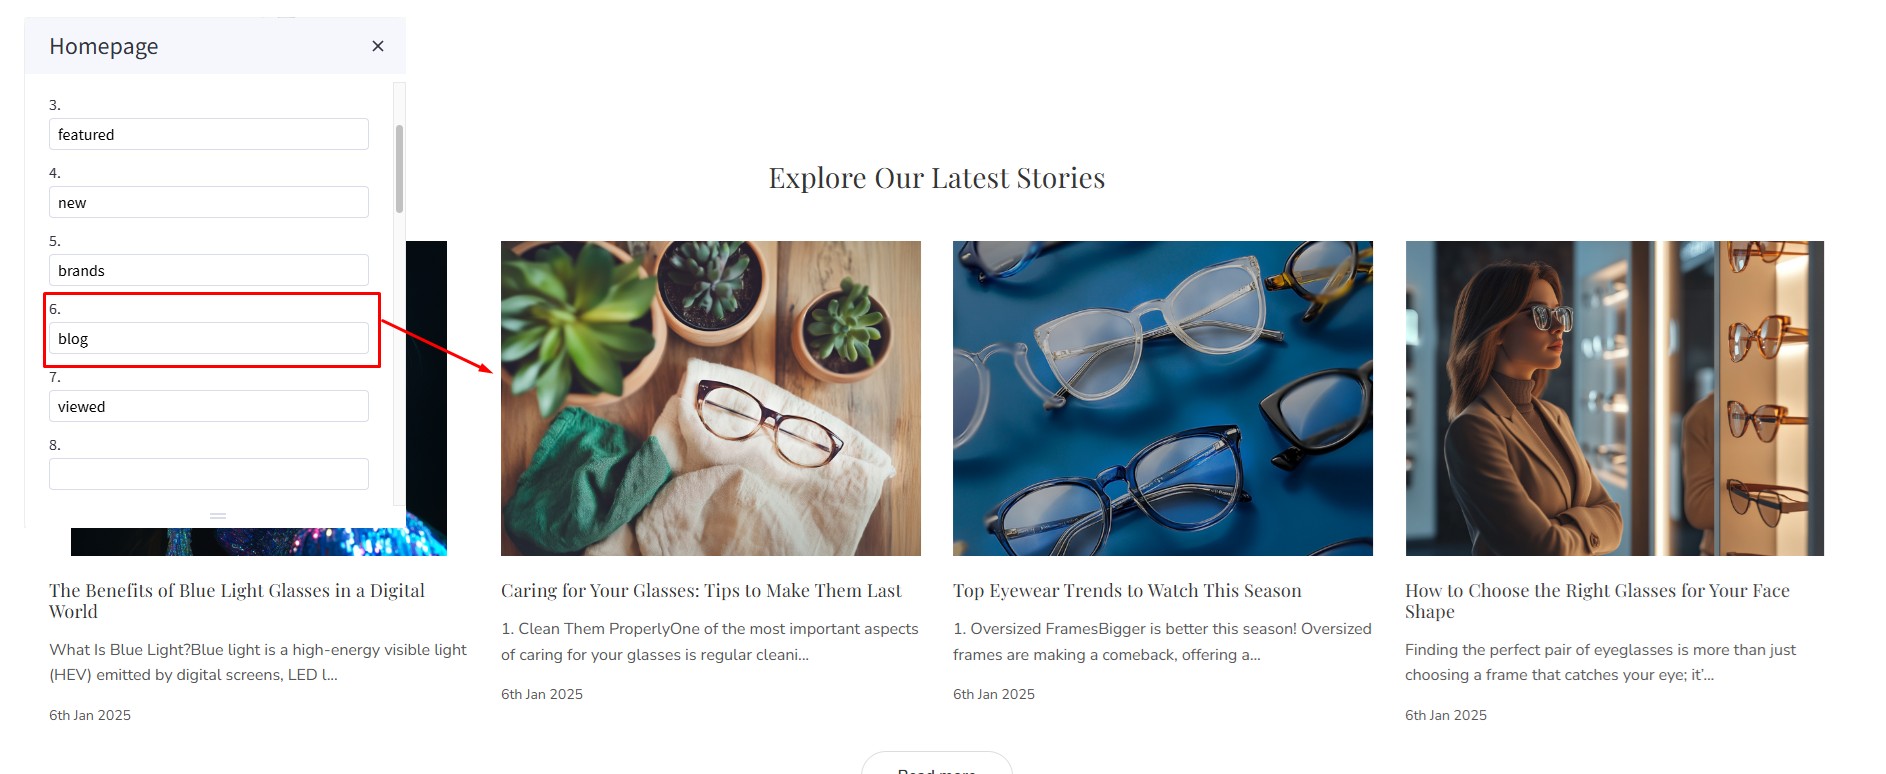 Homepage
3.
featured
4.
new
5.
brands
6.
blog
7.
viewed
8.
Explore Our Latest Stories
The Benefits of Blue Light Glasses in a Digital
World
What Is Blue Light?Blue light is a high-energy visible light
(HEV) emitted by digital screens, LED l...
6th Jan 2025
Caring for Your Glasses: Tips to Make Them Last
1. Clean Them ProperlyOne of the most important aspects
of caring for your glasses is regular cleani...
6th Jan 2025
Top Eyewear Trends to Watch This Season
1. Oversized FramesBigger is better this season! Oversized
frames are making a comeback, offering a...
6th Jan 2025
How to Choose the Right Glasses for Your Face
Shape
Finding the perfect pair of eyeglasses is more than just
choosing a frame that catches your eye; it’...
6th Jan 2025
Read more